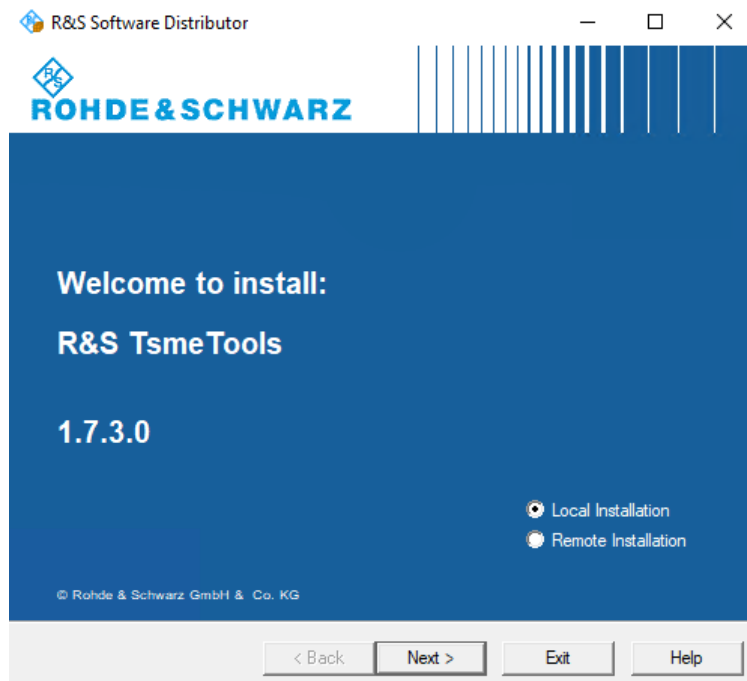 R&S Software Distributor
R&S
ROHDE&SCHWARZ
Welcome to install:
R&S TsmeTools
1.7.3.0
Local Installation
Remote Installation
© Rohde & Schwarz GmbH & Co. KG
< Back Next > Exit Help